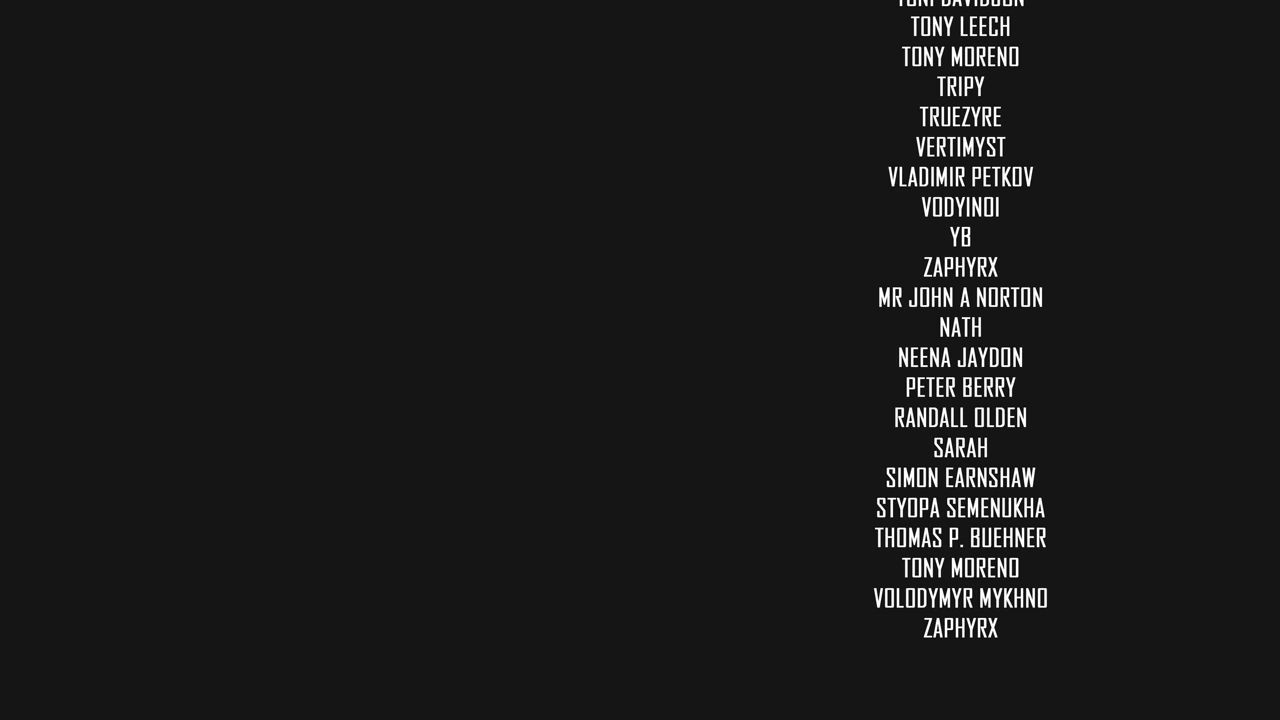 TONY LEECH
TONY MORENO
TRIPY
TRUEZYRE
VERTIMYST
VLADIMIR PETKOV
VODYINOI
YB
ZAPHYRX
MR JOHN A NORTON
NATH
NEENA JAYDON
PETER BERRY
RANDALL OLDEN
SARAH
SIMON EARNSHAW
STYOPA SEMENUKHA
THOMAS P. BUEHNER
TONY MORENO
VOLODYMYR MYKHNO
ZAPHYRX